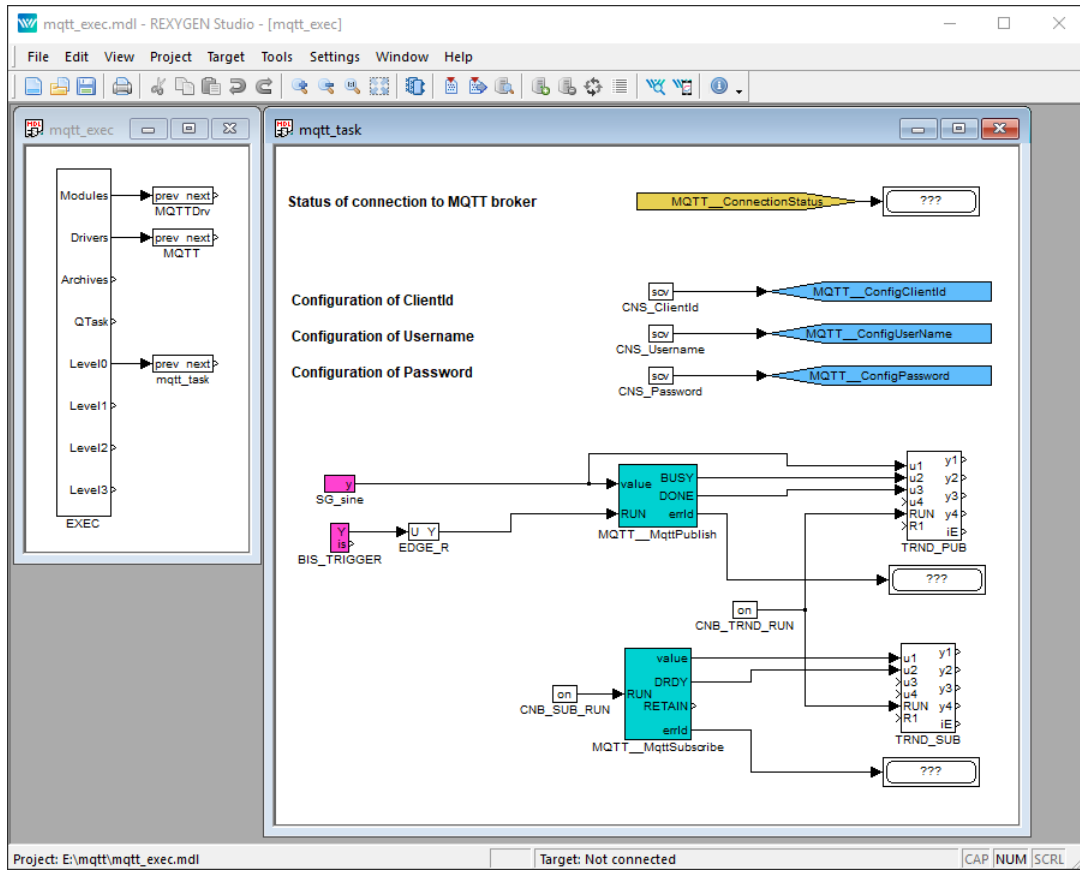 mqtt_exec.mdl - REXYGEN Studio - [mqtt_exec]
File Edit View Project Target Tools Settings Window Help
mqtt_exec
Modules
prev next
MQTTDrv
Drivers
prev next
MQTT
Archives
QTask
Level0
prev next
mqtt_task
Level1
Level2
Level3
EXEC
mqtt_task
Status of connection to MQTT broker
MQTT__ConnectionStatus
???
Configuration of ClientId
scv
CNS_ClientId
MQTT__ConfigClientId
Configuration of Username
scv
CNS_Username
MQTT__ConfigUserName
Configuration of Password
scv
CNS_Password
MQTT__ConfigPassword
y
SG_sine
Y
is
BIS_TRIGGER
U Y
EDGE_R
value BUSY
DONE
RUN errId
MQTT__MqttPublish
u1 y1
u2 y2
u3 y3
u4
RUN y4
R1 iE
TRND_PUB
???
on
CNB_TRND_RUN
on
CNB_SUB_RUN
value
DRDY
RUN
RETAIN
errId
MQTT__MqttSubscribe
u1 y1
u2 y2
u3 y3
u4
RUN y4
R1 iE
TRND_SUB
???
Project: E:\mqtt\mqtt_exec.mdl
Target: Not connected
CAP NUM SCRL